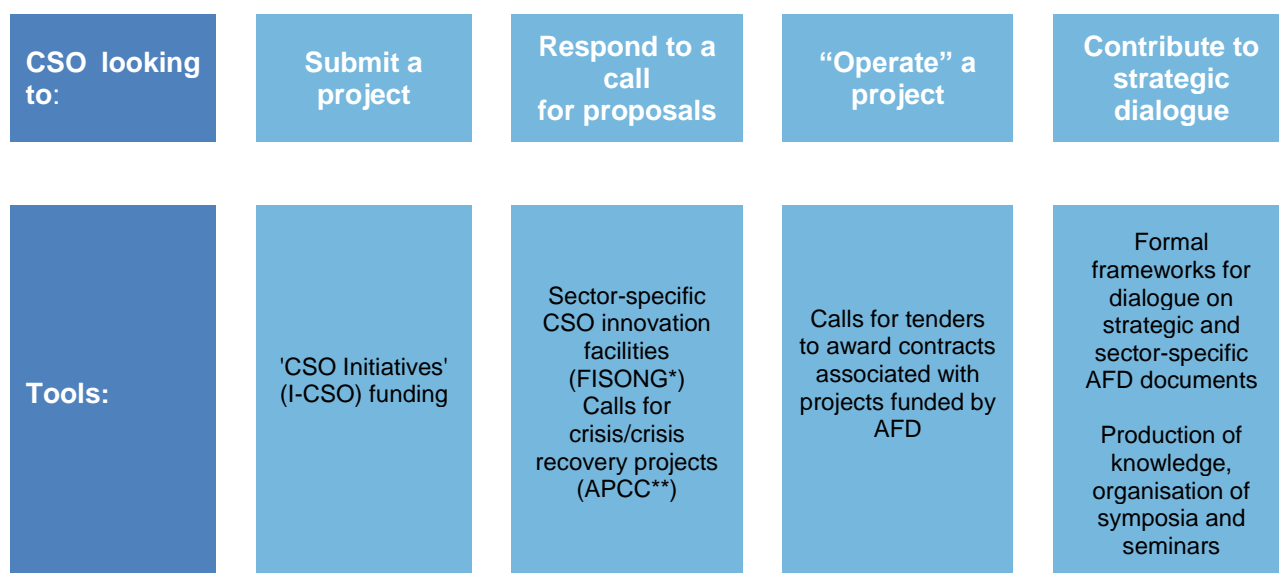 CSO looking
to:
Submit a
project
Respond to a
call
for proposals
“Operate” a
project
Contribute to
strategic
dialogue
Tools:
'CSO Initiatives'
(I-CSO) funding
Sector-specific
CSO innovation
facilities
(FISONG*)
Calls for
crisis/crisis
recovery projects
(APCC**)
Calls for tenders
to award contracts
associated with
projects funded by
AFD
Formal
frameworks for
dialogue on
strategic and
sector-specific
AFD documents
Production of
knowledge,
organisation of
symposia and
seminars